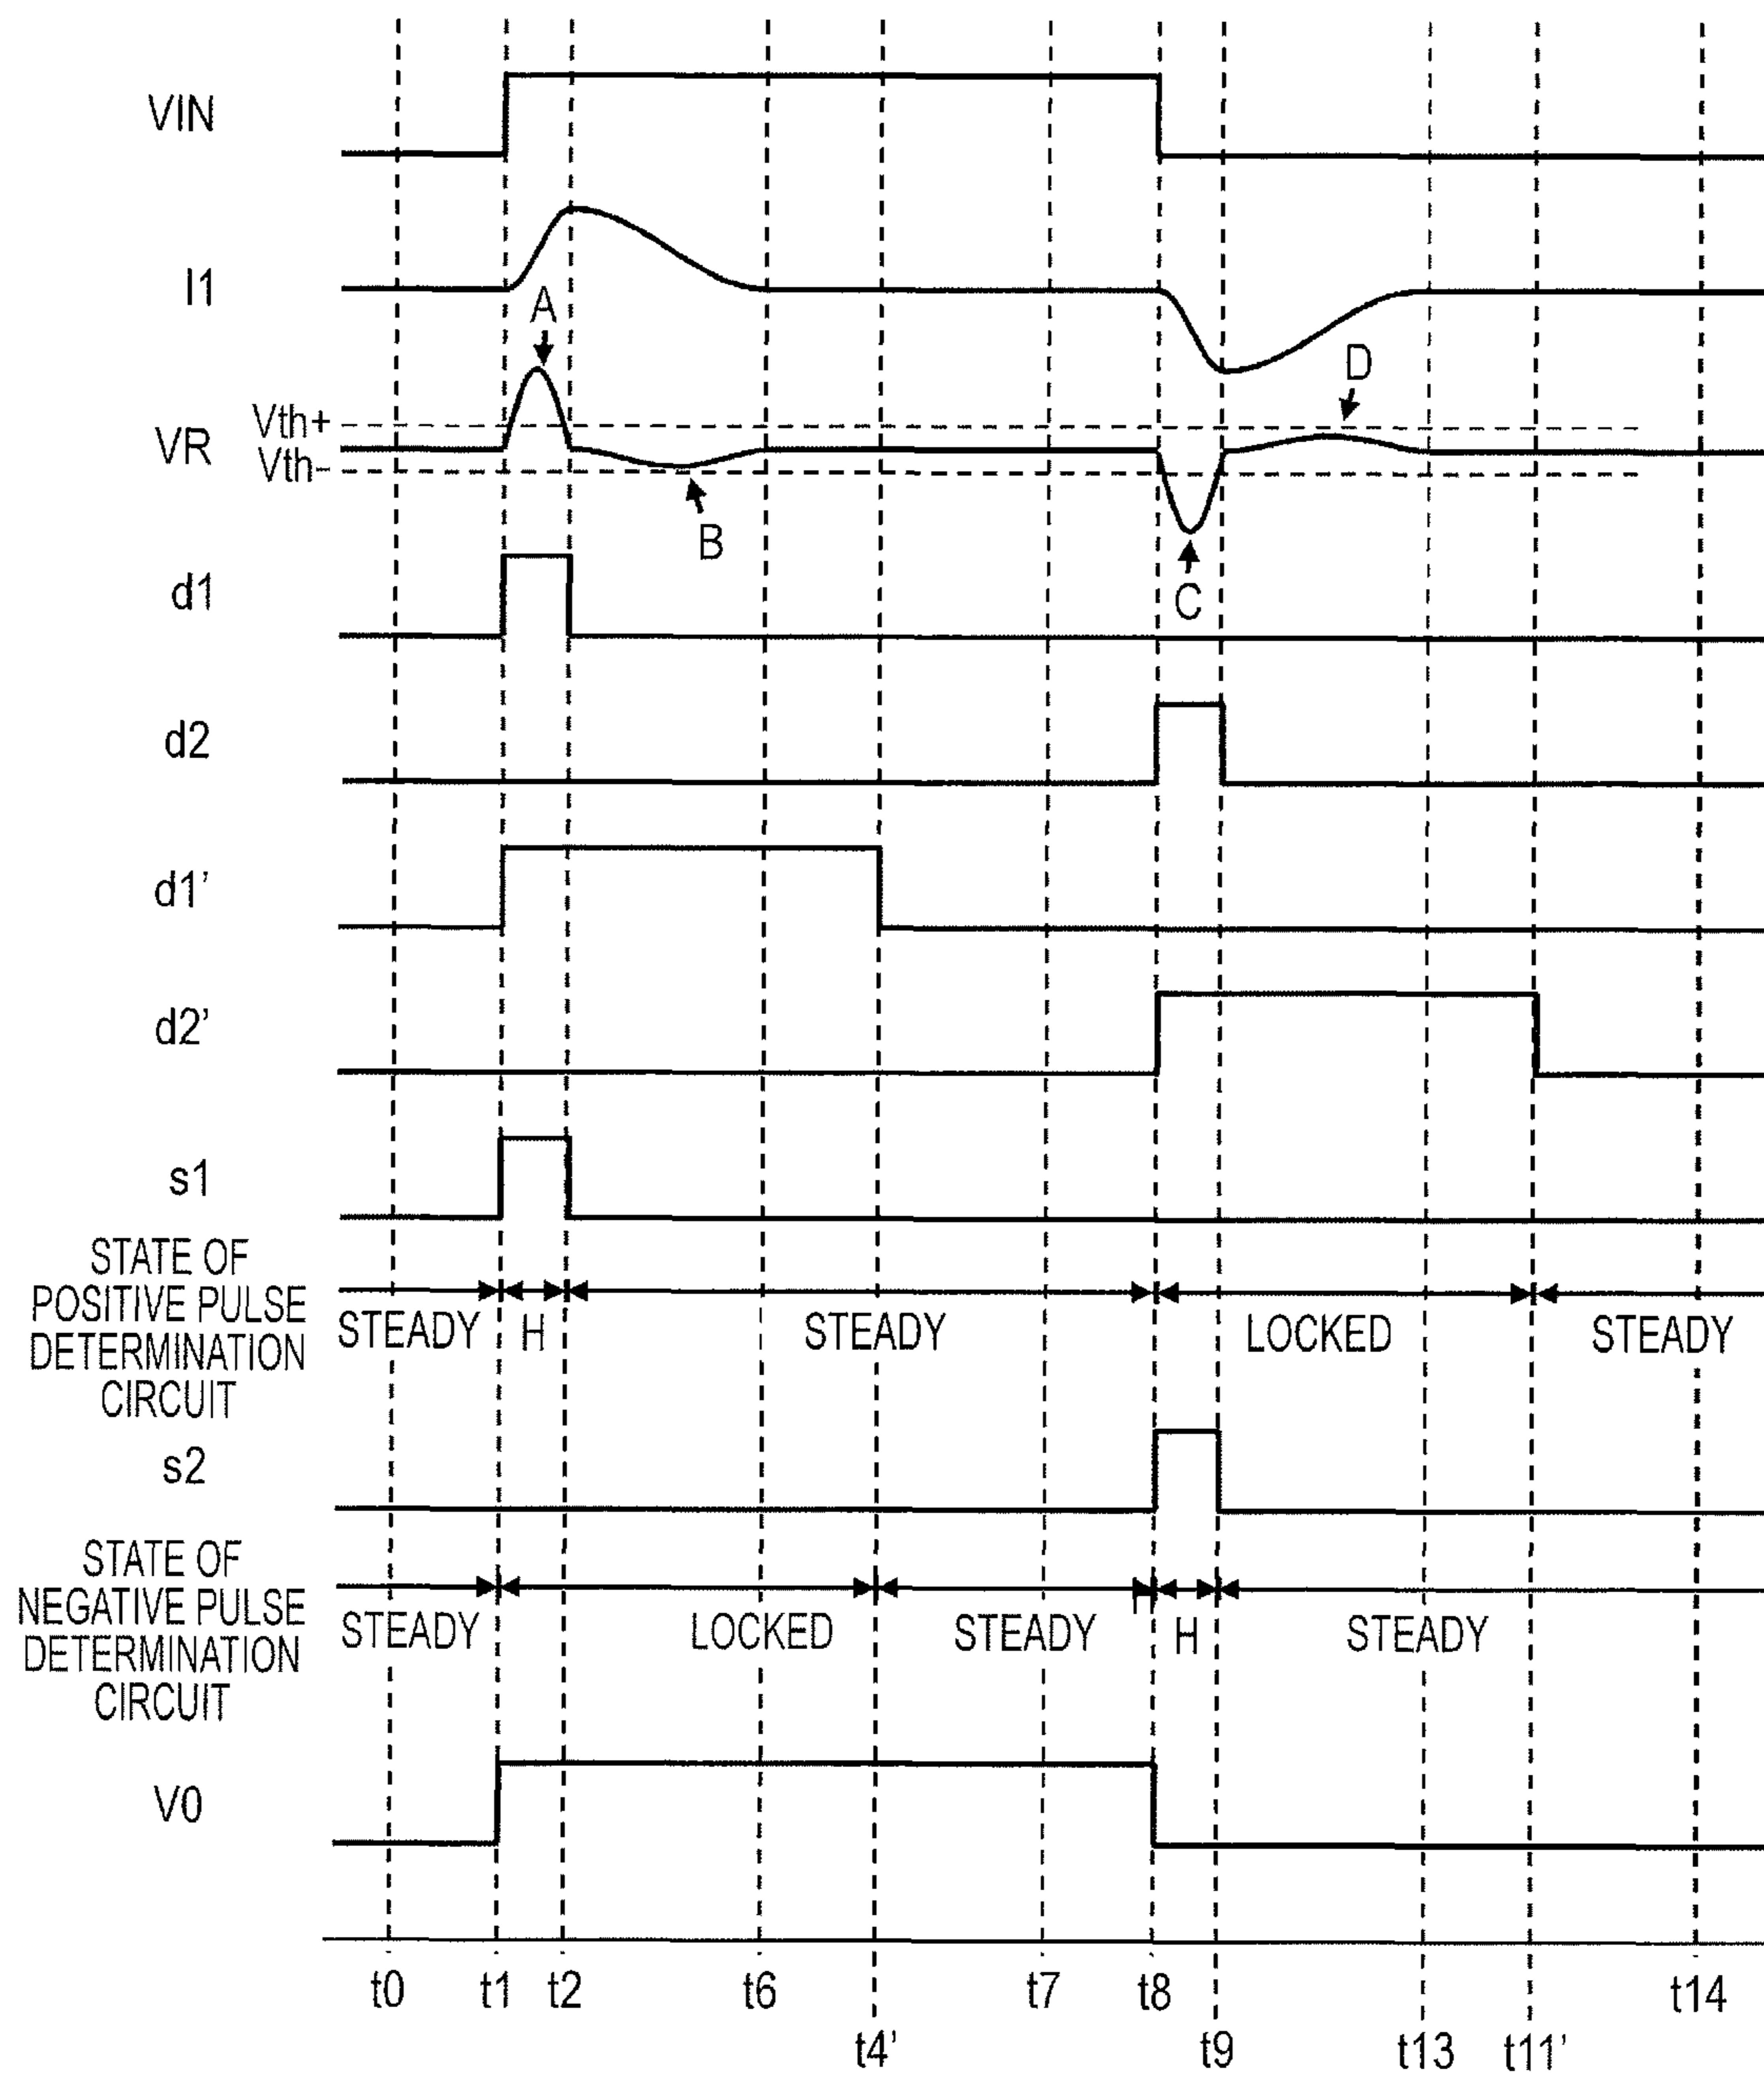 VIN
I1
A
D
Vth+
VR
Vth-
B
C
d1
d2
d1'
d2'
s1
STATE OF
POSITIVE PULSE
DETERMINATION
CIRCUIT
STEADY H STEADY LOCKED STEADY
s2
STATE OF
NEGATIVE PULSE
DETERMINATION
CIRCUIT
STEADY LOCKED STEADY H STEADY
V0
t0 t1 t2 t6 t7 t8 t14
t4' t9 t13 t11'